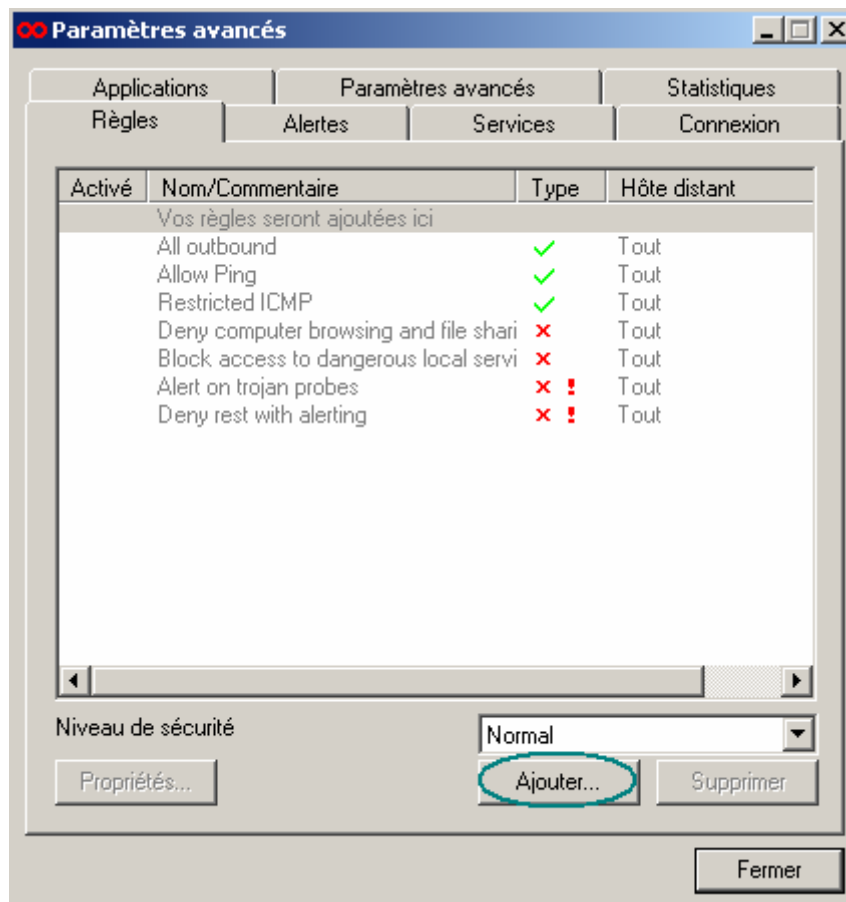 Paramètres avancés
Applications Paramètres avancés Statistiques
Règles Alertes Services Connexion
Activé Nom/Commentaire Type Hôte distant
Vos règles seront ajoutées ici
All outbound Tout
Allow Ping Tout
Restricted ICMP Tout
Deny computer browsing and file shari Tout
Block access to dangerous local servi Tout
Alert on trojan probes Tout
Deny rest with alerting Tout
Niveau de sécurité Normal
Propriétés... Ajouter... Supprimer
Fermer